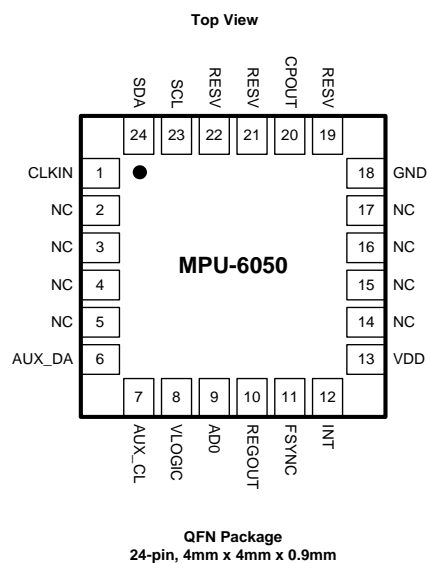 Top View
SDA
SCL
RESV
RESV
CPOUT
RESV
24 23 22 21 20 19
CLKIN 1 18 GND
NC 2 17 NC
NC 3 16 NC
MPU-6050
NC 4 15 NC
NC 5 14 NC
AUX_DA 6 13 VDD
7 8 9 10 11 12
AUX_CL
VLOGIC
AD0
REGOUT
FSYNC
INT
QFN Package
24-pin, 4mm x 4mm x 0.9mm